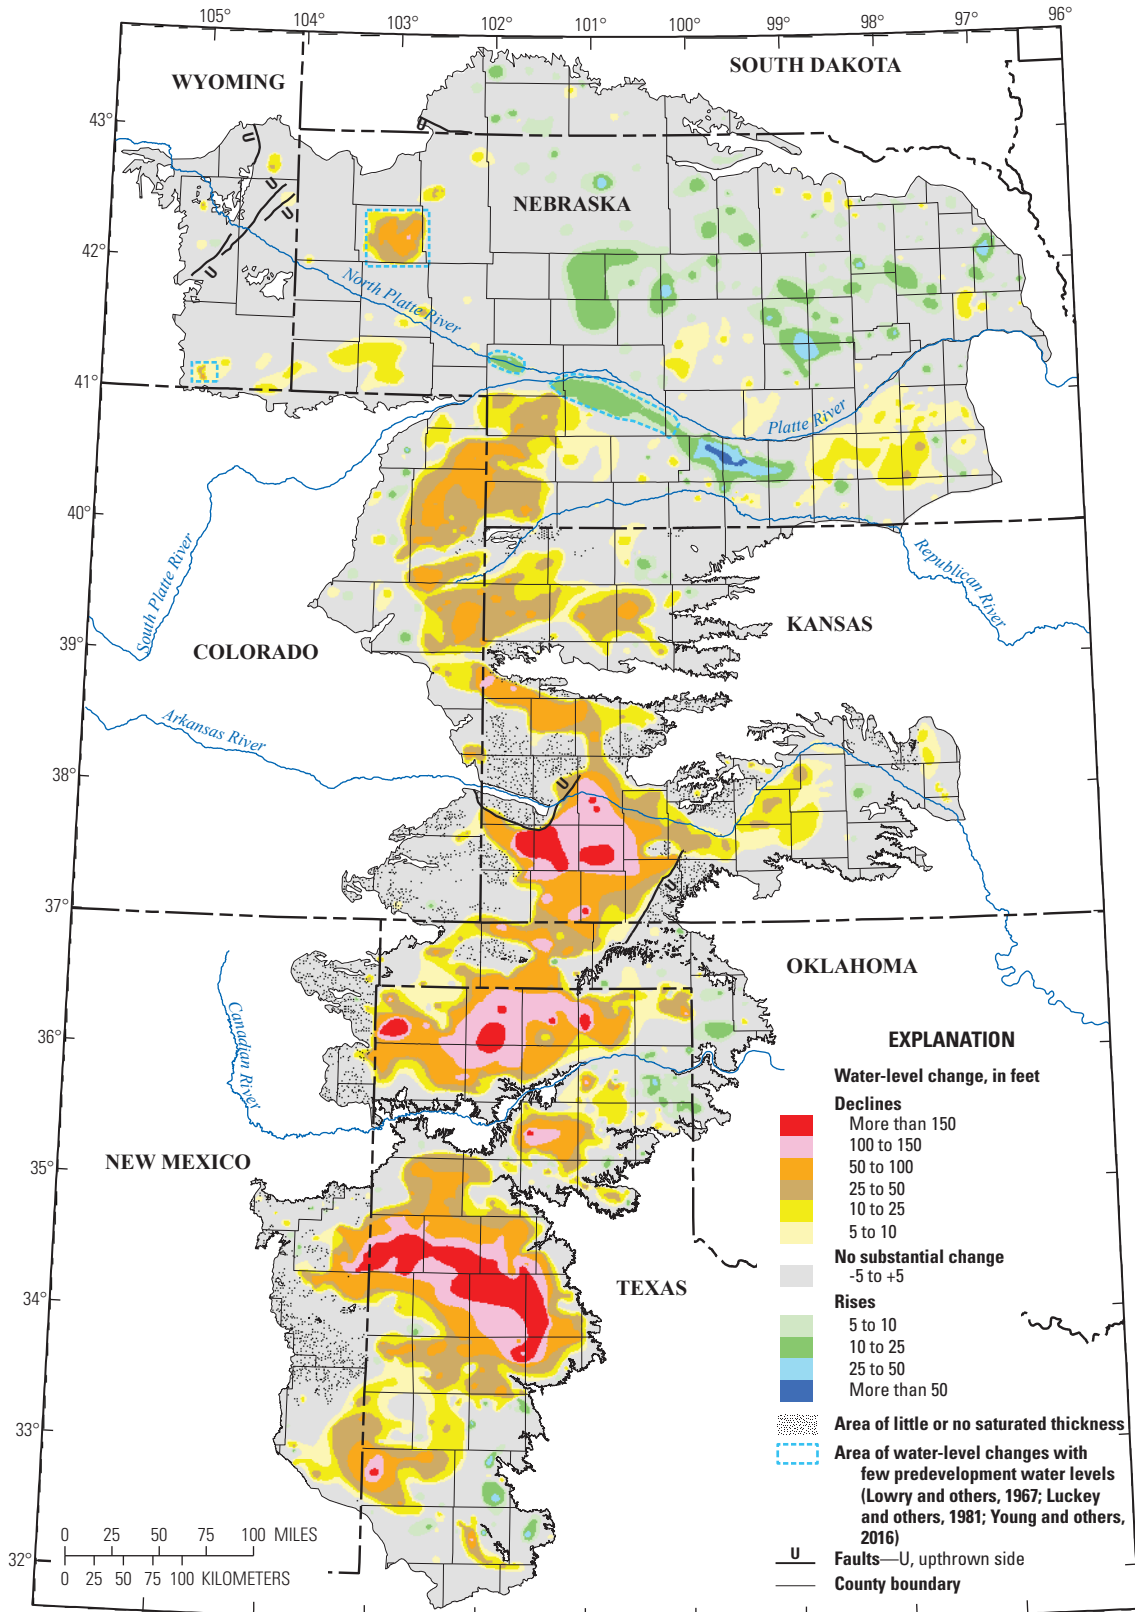 105° 104° 103° 102° 101° 100° 99° 98° 97° 96°
WYOMING
SOUTH DAKOTA
43°
U
U
U
U
U
NEBRASKA
42°
North Platte River
41°
Platte River
40°
South Platte River
Republican River
39°
COLORADO
KANSAS
Arkansas River
38°
U
U
37°
OKLAHOMA
Canadian River
36°
35°
NEW MEXICO
34°
TEXAS
33°
32°
EXPLANATION
Water-level change, in feet
Declines
More than 150
100 to 150
50 to 100
25 to 50
10 to 25
5 to 10
No substantial change
-5 to +5
Rises
5 to 10
10 to 25
25 to 50
More than 50
Area of little or no saturated thickness
Area of water-level changes with
few predevelopment water levels
(Lowry and others, 1967; Luckey
and others, 1981; Young and others,
2016)
U
Faults—U, upthrown side
County boundary
0 25 50 75 100 MILES
0 25 50 75 100 KILOMETERS